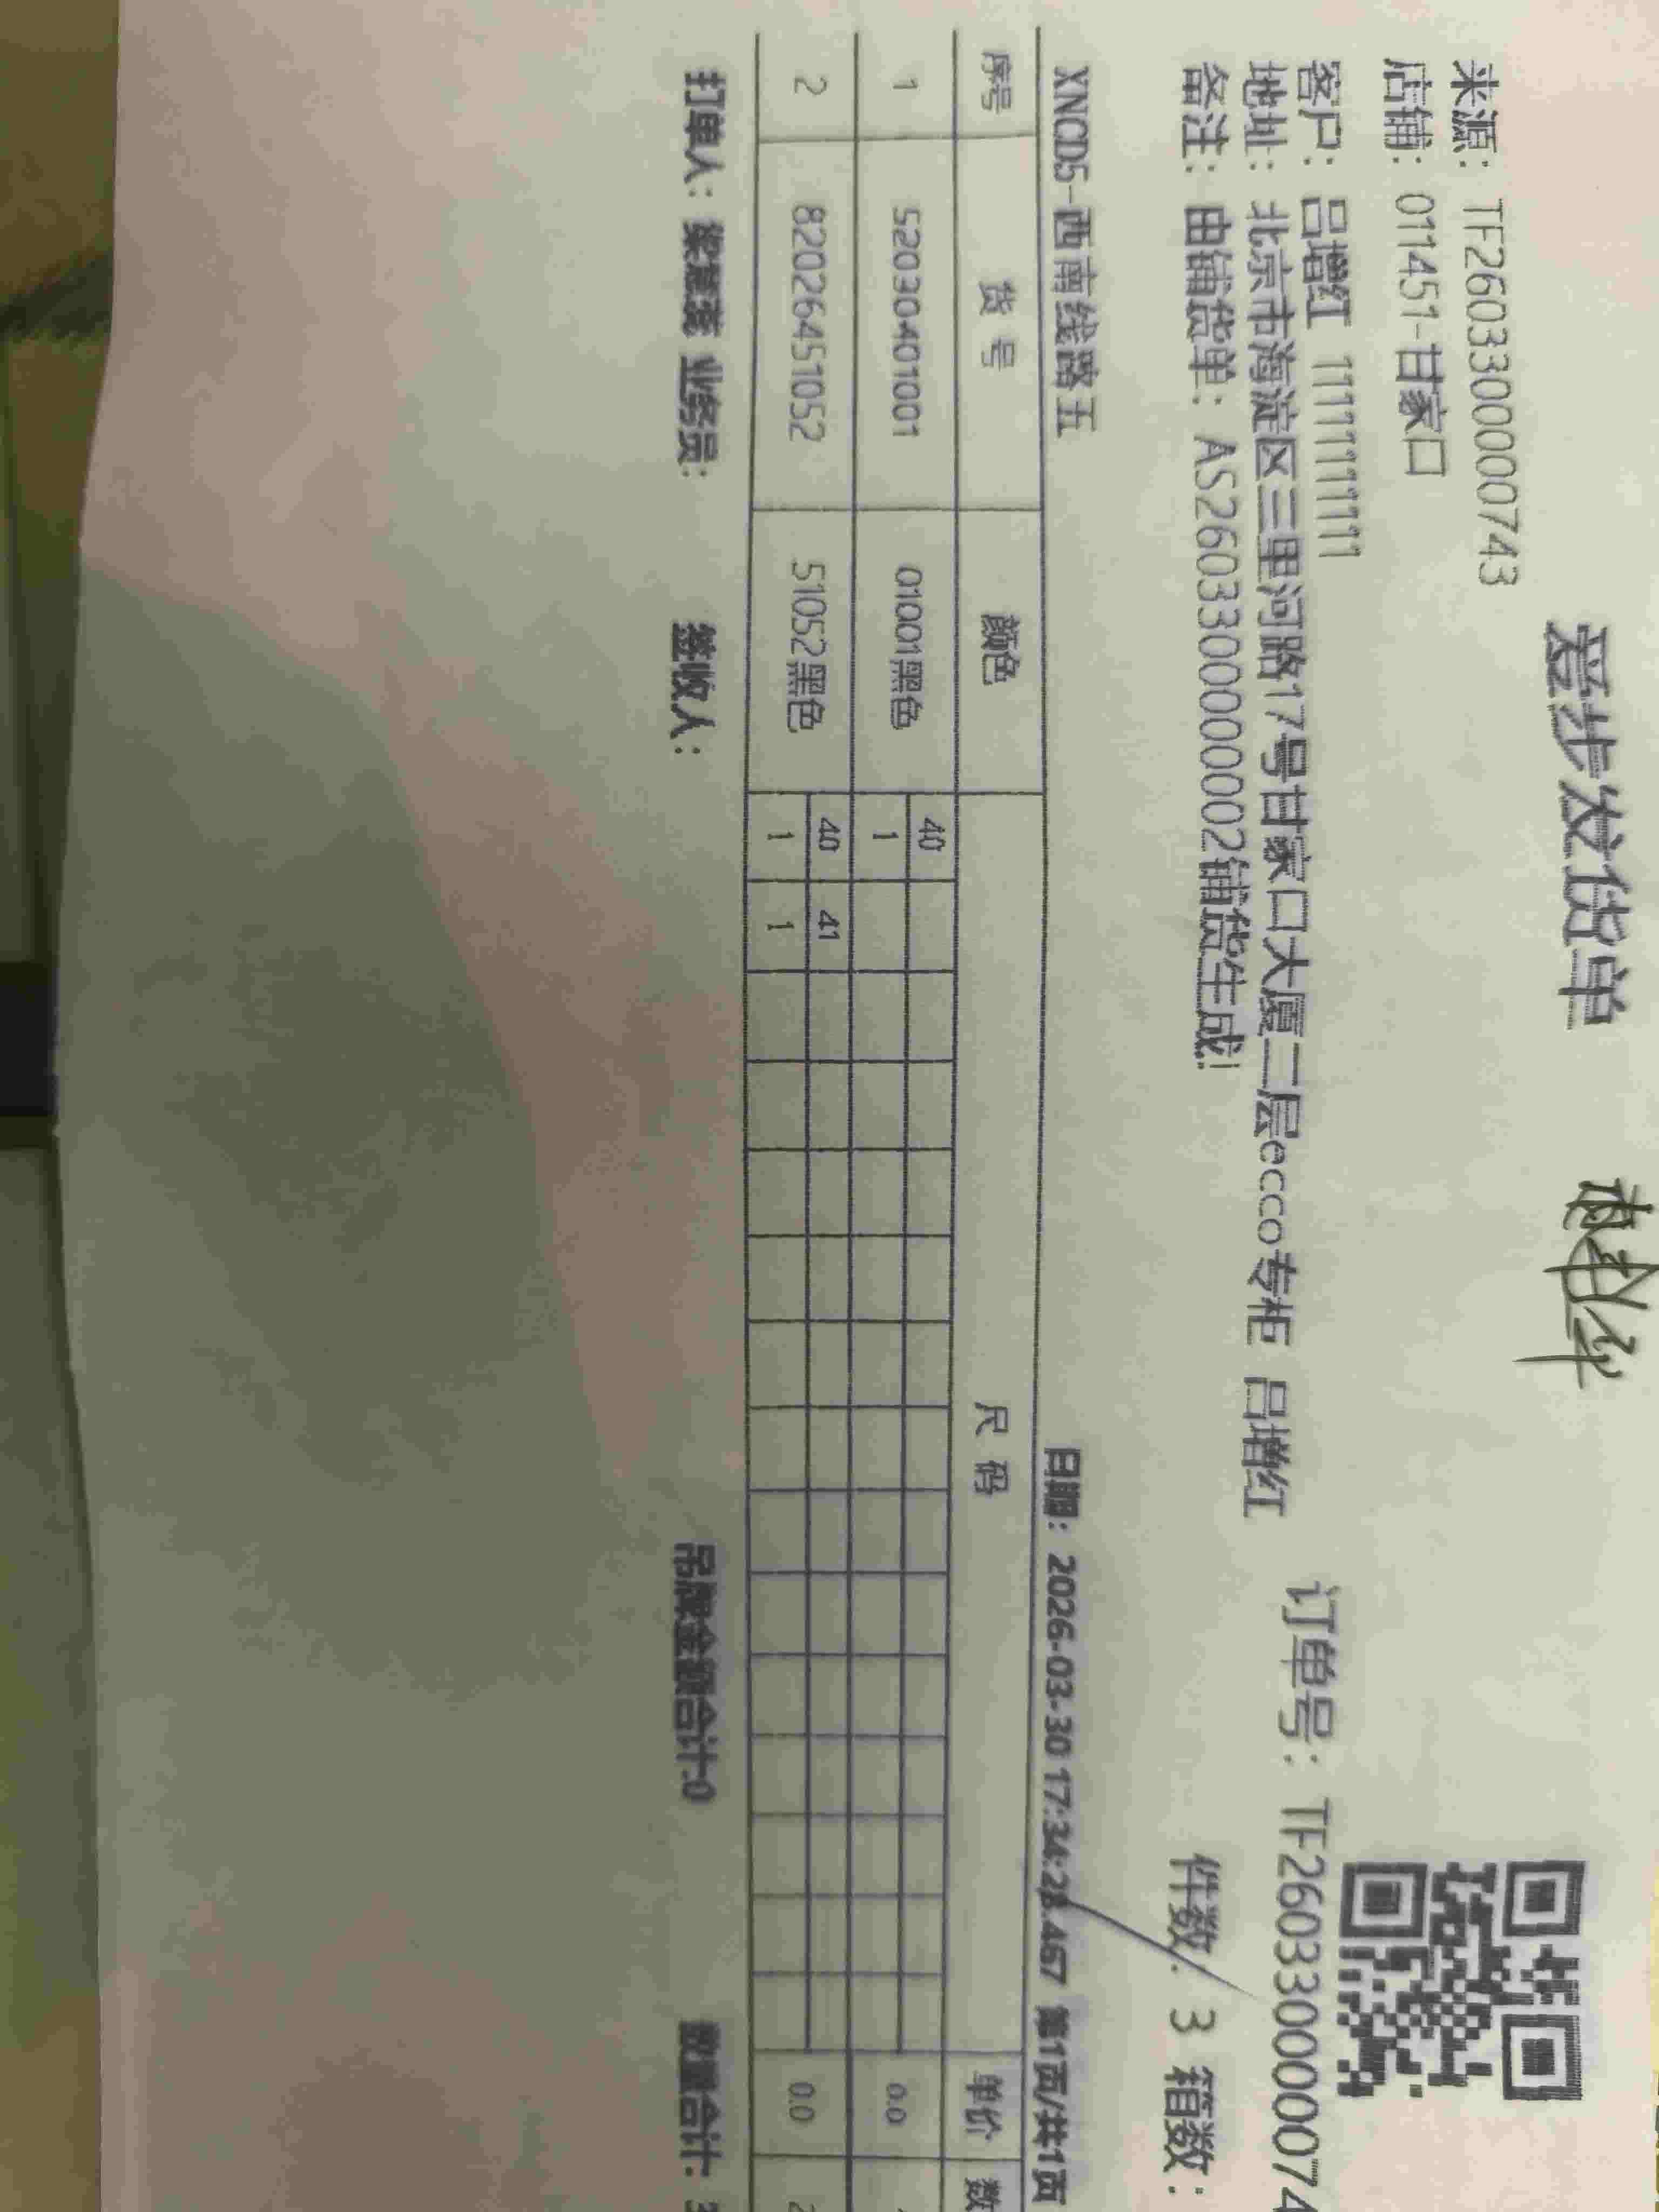 爱步发货单
来源：TF260330000743
店铺：011451-甘家口
客户：吕增红 11111111111 订单号：TF26033000074
地址：北京市海淀区三里河路17号甘家口大厦二层ecco专柜 吕增红
备注：由铺货单：AS260330000002铺货生成! 件数：3 箱数：
XNCD5-西南线路五 日期：2026-03-30 17:34:28.467 第1页/共1页
序号 货号 颜色 尺码 单价 数
1 52030401001 01001黑色 40 0.0
1
2 82026451052 51052黑色 40 41 0.0 2
1 1
打单人： 业务员： 签收人： 吊牌金额合计:0 数量合计：3